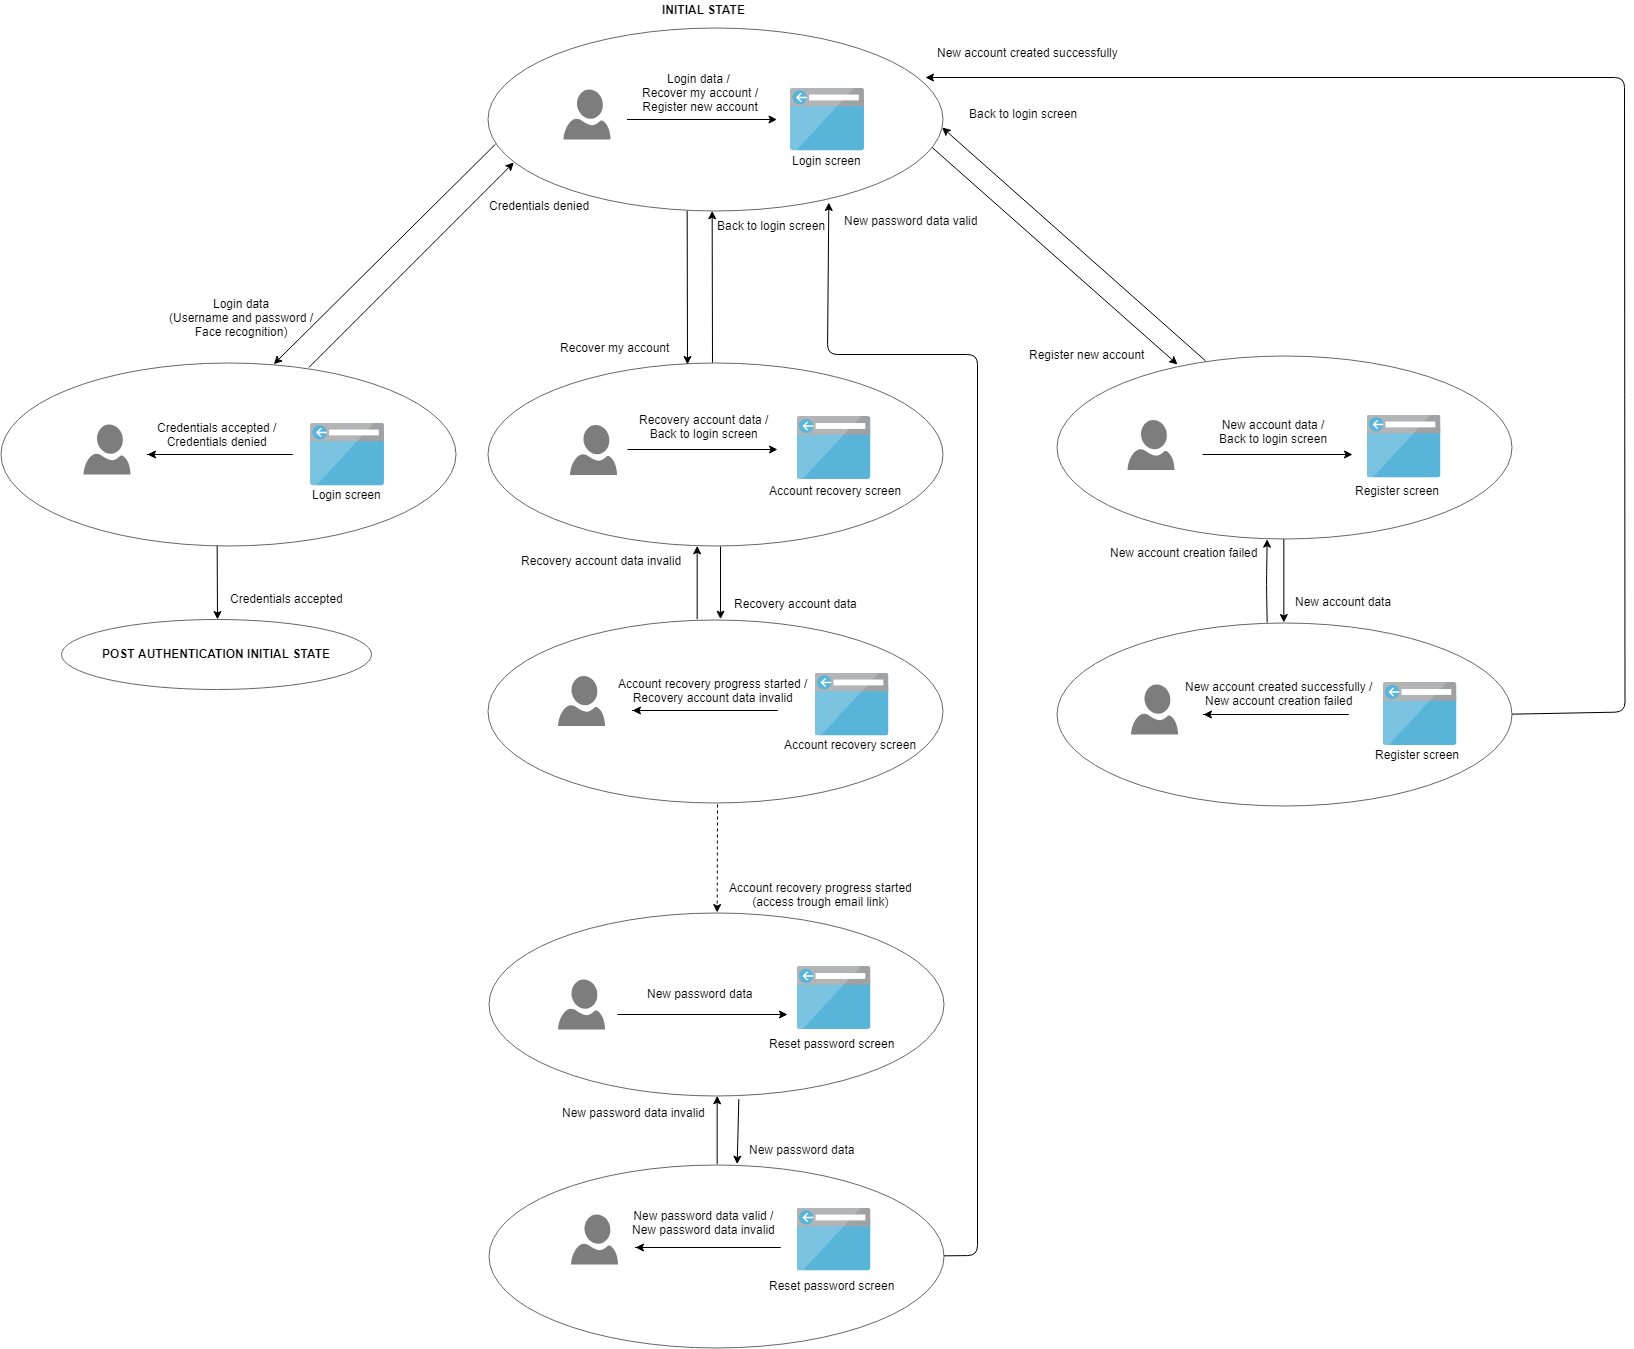 INITIAL STATE
New account created successfully
Login data /
Recover my account /
Register new account
Login screen
Back to login screen
Credentials denied
Back to login screen
New password data valid
Login data
(Username and password /
Face recognition)
Recover my account
Register new account
Credentials accepted /
Credentials denied
Login screen
Recovery account data /
Back to login screen
Account recovery screen
New account data /
Back to login screen
Register screen
Recovery account data invalid
New account creation failed
Credentials accepted
Recovery account data
New account data
POST AUTHENTICATION INITIAL STATE
Account recovery progress started /
Recovery account data invalid
Account recovery screen
New account created successfully /
New account creation failed
Register screen
Account recovery progress started
(access trough email link)
New password data
Reset password screen
New password data invalid
New password data
New password data valid /
New password data invalid
Reset password screen